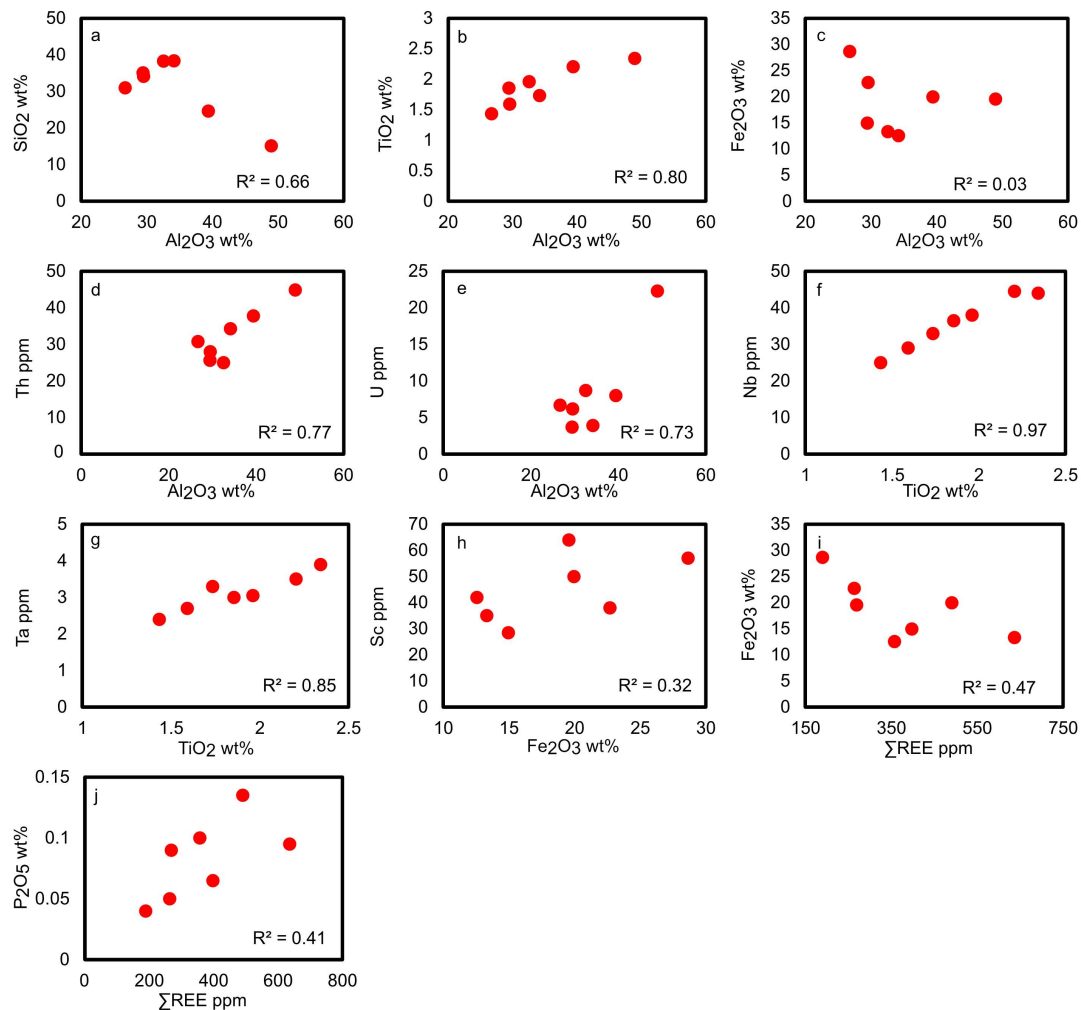 a
SiO2 wt%
50
40
30
20
10
0
R² = 0.66
20 30 40 50 60
Al2O3 wt%
b
TiO2 wt%
3
2.5
2
1.5
1
0.5
0
R² = 0.80
20 30 40 50 60
Al2O3 wt%
c
Fe2O3 wt%
35
30
25
20
15
10
5
0
R² = 0.03
20 30 40 50 60
Al2O3 wt%
d
Th ppm
50
40
30
20
10
0
R² = 0.77
0 20 40 60
Al2O3 wt%
e
U ppm
25
20
15
10
5
0
R² = 0.73
0 20 40 60
Al2O3 wt%
f
Nb ppm
50
40
30
20
10
0
R² = 0.97
1 1.5 2 2.5
TiO2 wt%
g
Ta ppm
5
4
3
2
1
0
R² = 0.85
1 1.5 2 2.5
TiO2 wt%
h
Sc ppm
70
60
50
40
30
20
10
0
R² = 0.32
10 15 20 25 30
Fe2O3 wt%
i
Fe2O3 wt%
35
30
25
20
15
10
5
0
R² = 0.47
150 350 550 750
∑REE ppm
j
P2O5 wt%
0.15
0.1
0.05
0
R² = 0.41
0 200 400 600 800
∑REE ppm